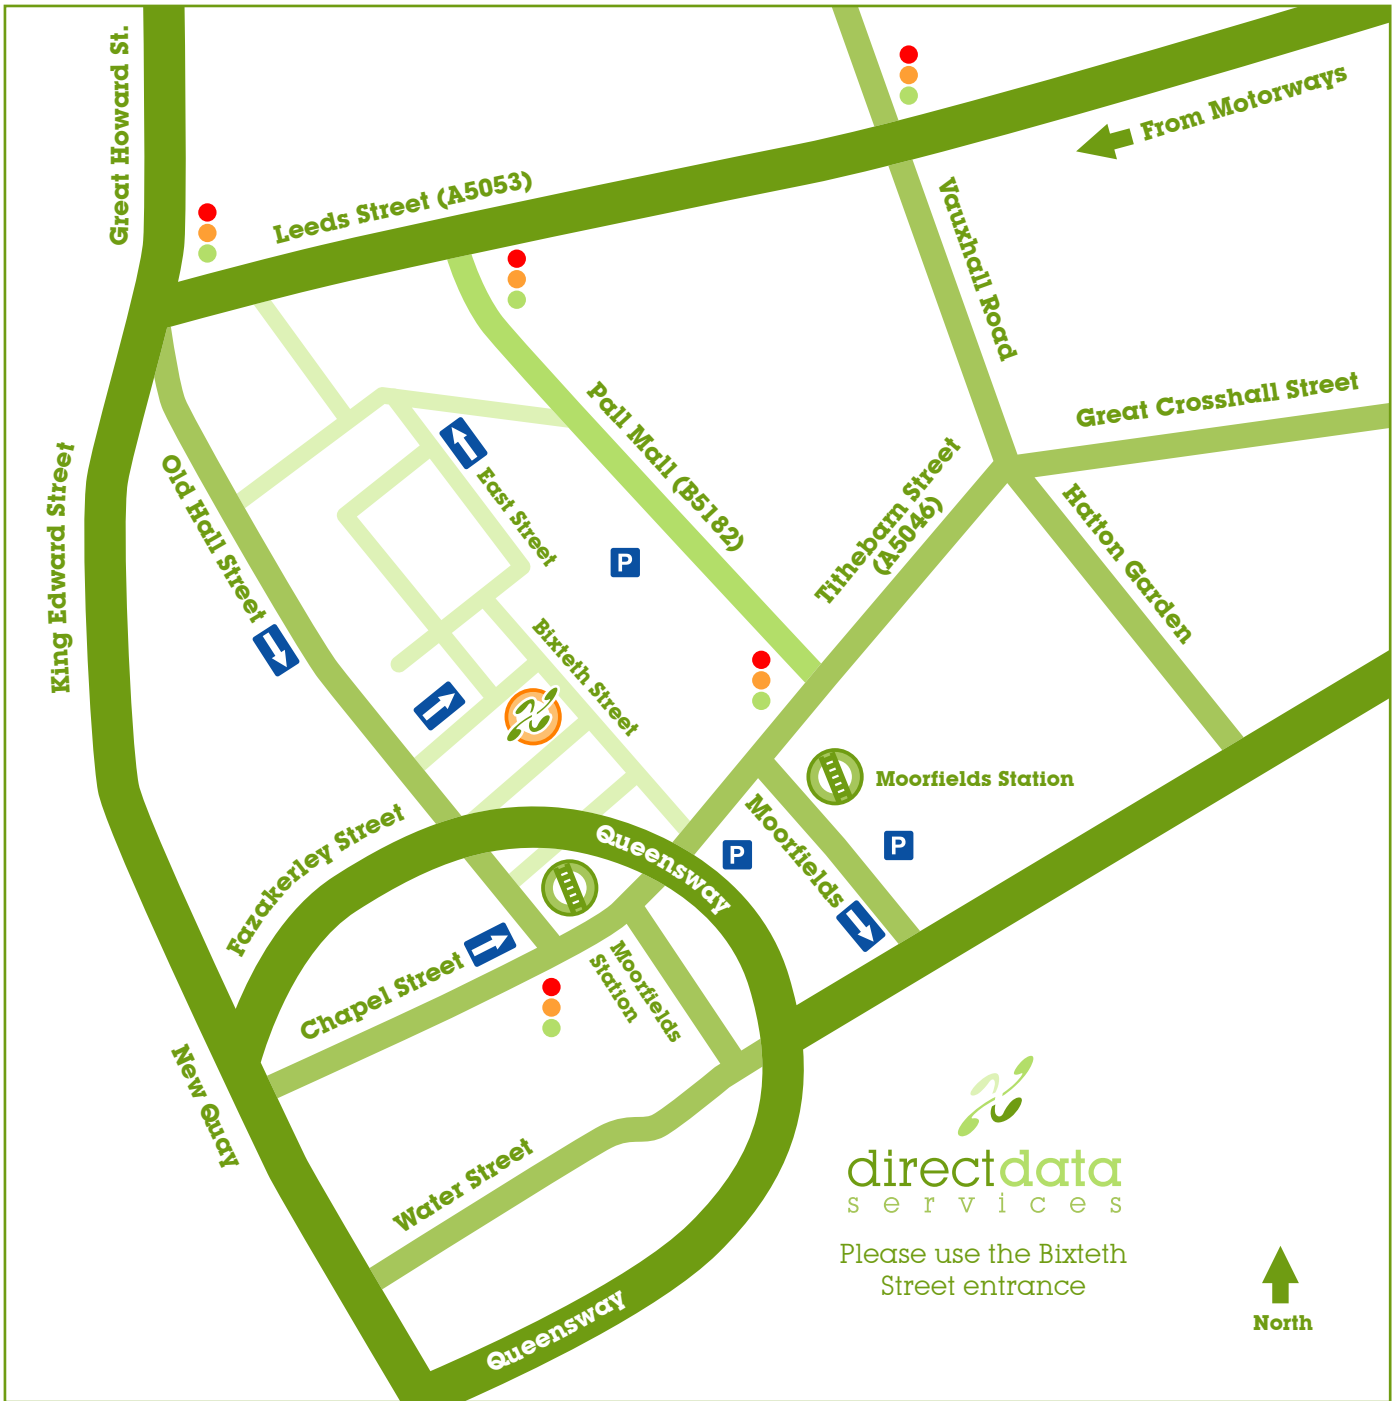 Great Howard St.
Leeds Street (A5053)
From Motorways
Vauxhall Road
Great Crosshall Street
Pall Mall (B5182)
Tithebarn Street
(A5046)
Hatton Garden
King Edward Street
Old Hall Street
East Street
P
Bixteth Street
Moorfields Station
Moorfields
P
P
Fazakerley Street
Queensway
Chapel Street
Moorfields
Station
New Quay
Water Street
Queensway
directdata
services
Please use the Bixteth
Street entrance
North